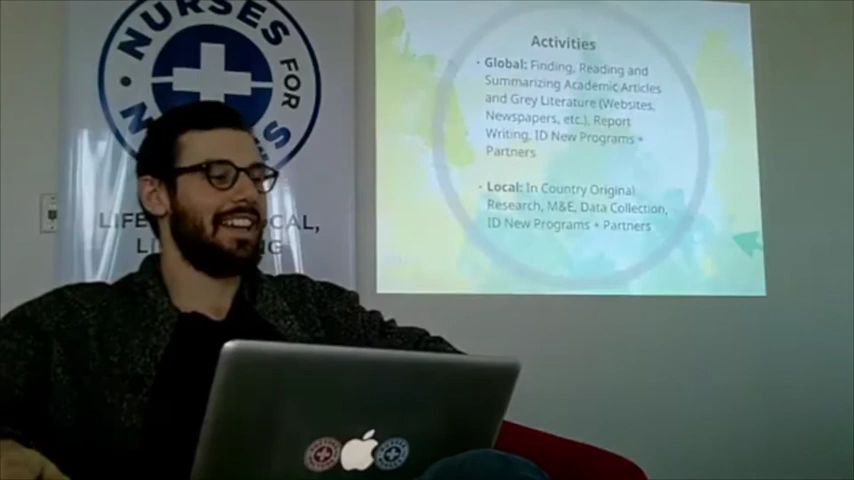 NURSES
FOR
N
S
LIFE
CAL,
LI
G
Activities
• Global: Finding, Reading and
Summarizing Academic Articles
and Grey Literature (Websites,
Newspapers, etc.), Report
Writing, ID New Programs +
Partners
• Local: In Country Original
Research, M&E, Data Collection,
ID New Programs + Partners